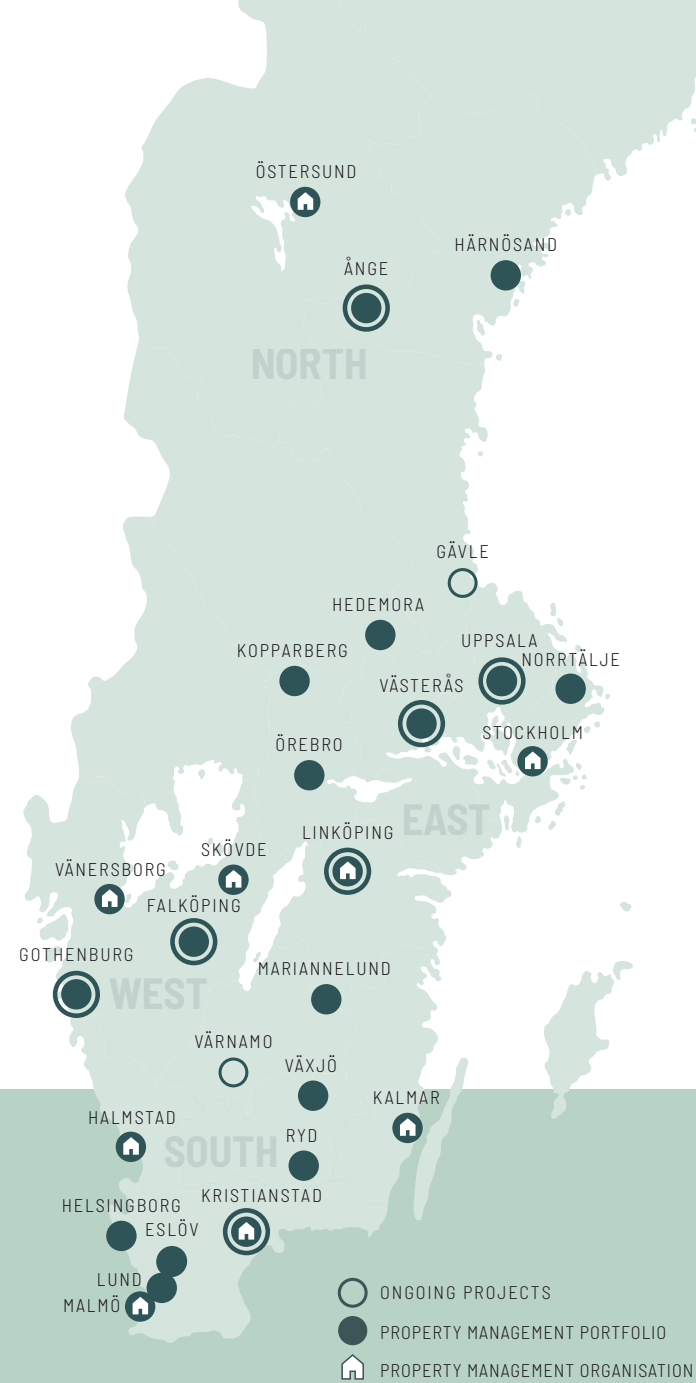 ÖSTERSUND
HÄRNÖSAND
ÅNGE
NORTH
GÄVLE
HEDEMORA
UPPSALA
KOPPARBERG
NORRTÄLJE
VÄSTERÅS
STOCKHOLM
ÖREBRO
EAST
LINKÖPING
SKÖVDE
VÄNERSBORG
FALKÖPING
GOTHENBURG
MARIANNELUND
WEST
VÄRNAMO
VÄXJÖ
KALMAR
HALMSTAD
RYD
SOUTH
KRISTIANSTAD
HELSINGBORG
ESLÖV
LUND
MALMÖ
ONGOING PROJECTS
PROPERTY MANAGEMENT PORTFOLIO
PROPERTY MANAGEMENT ORGANISATION